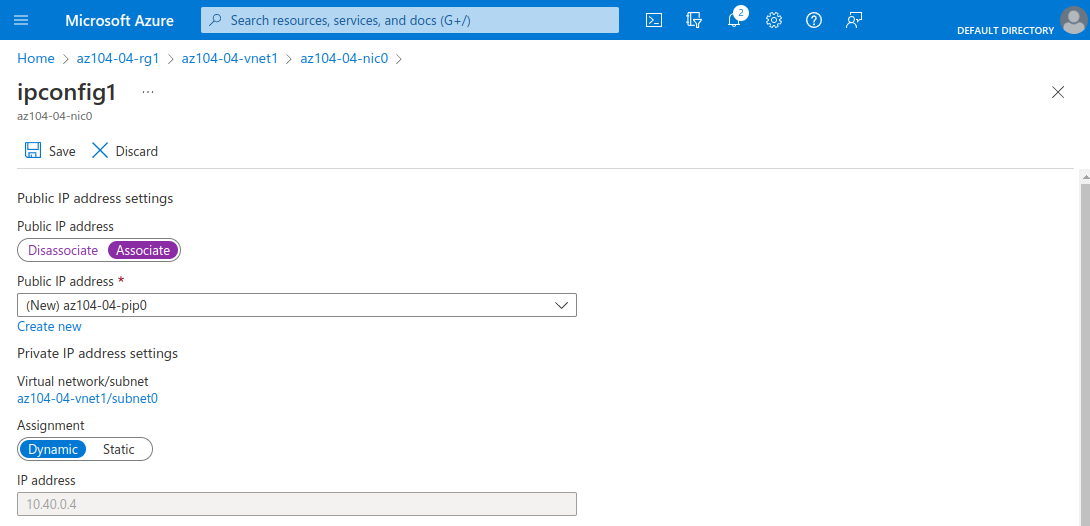 Microsoft Azure
Search resources, services, and docs (G+/)
2
DEFAULT DIRECTORY
Home > az104-04-rg1 > az104-04-vnet1 > az104-04-nic0 >
ipconfig1 ...
az104-04-nic0
Save Discard
Public IP address settings
Public IP address
Disassociate Associate
Public IP address *
(New) az104-04-pip0
Create new
Private IP address settings
Virtual network/subnet
az104-04-vnet1/subnet0
Assignment
Dynamic Static
IP address
10.40.0.4